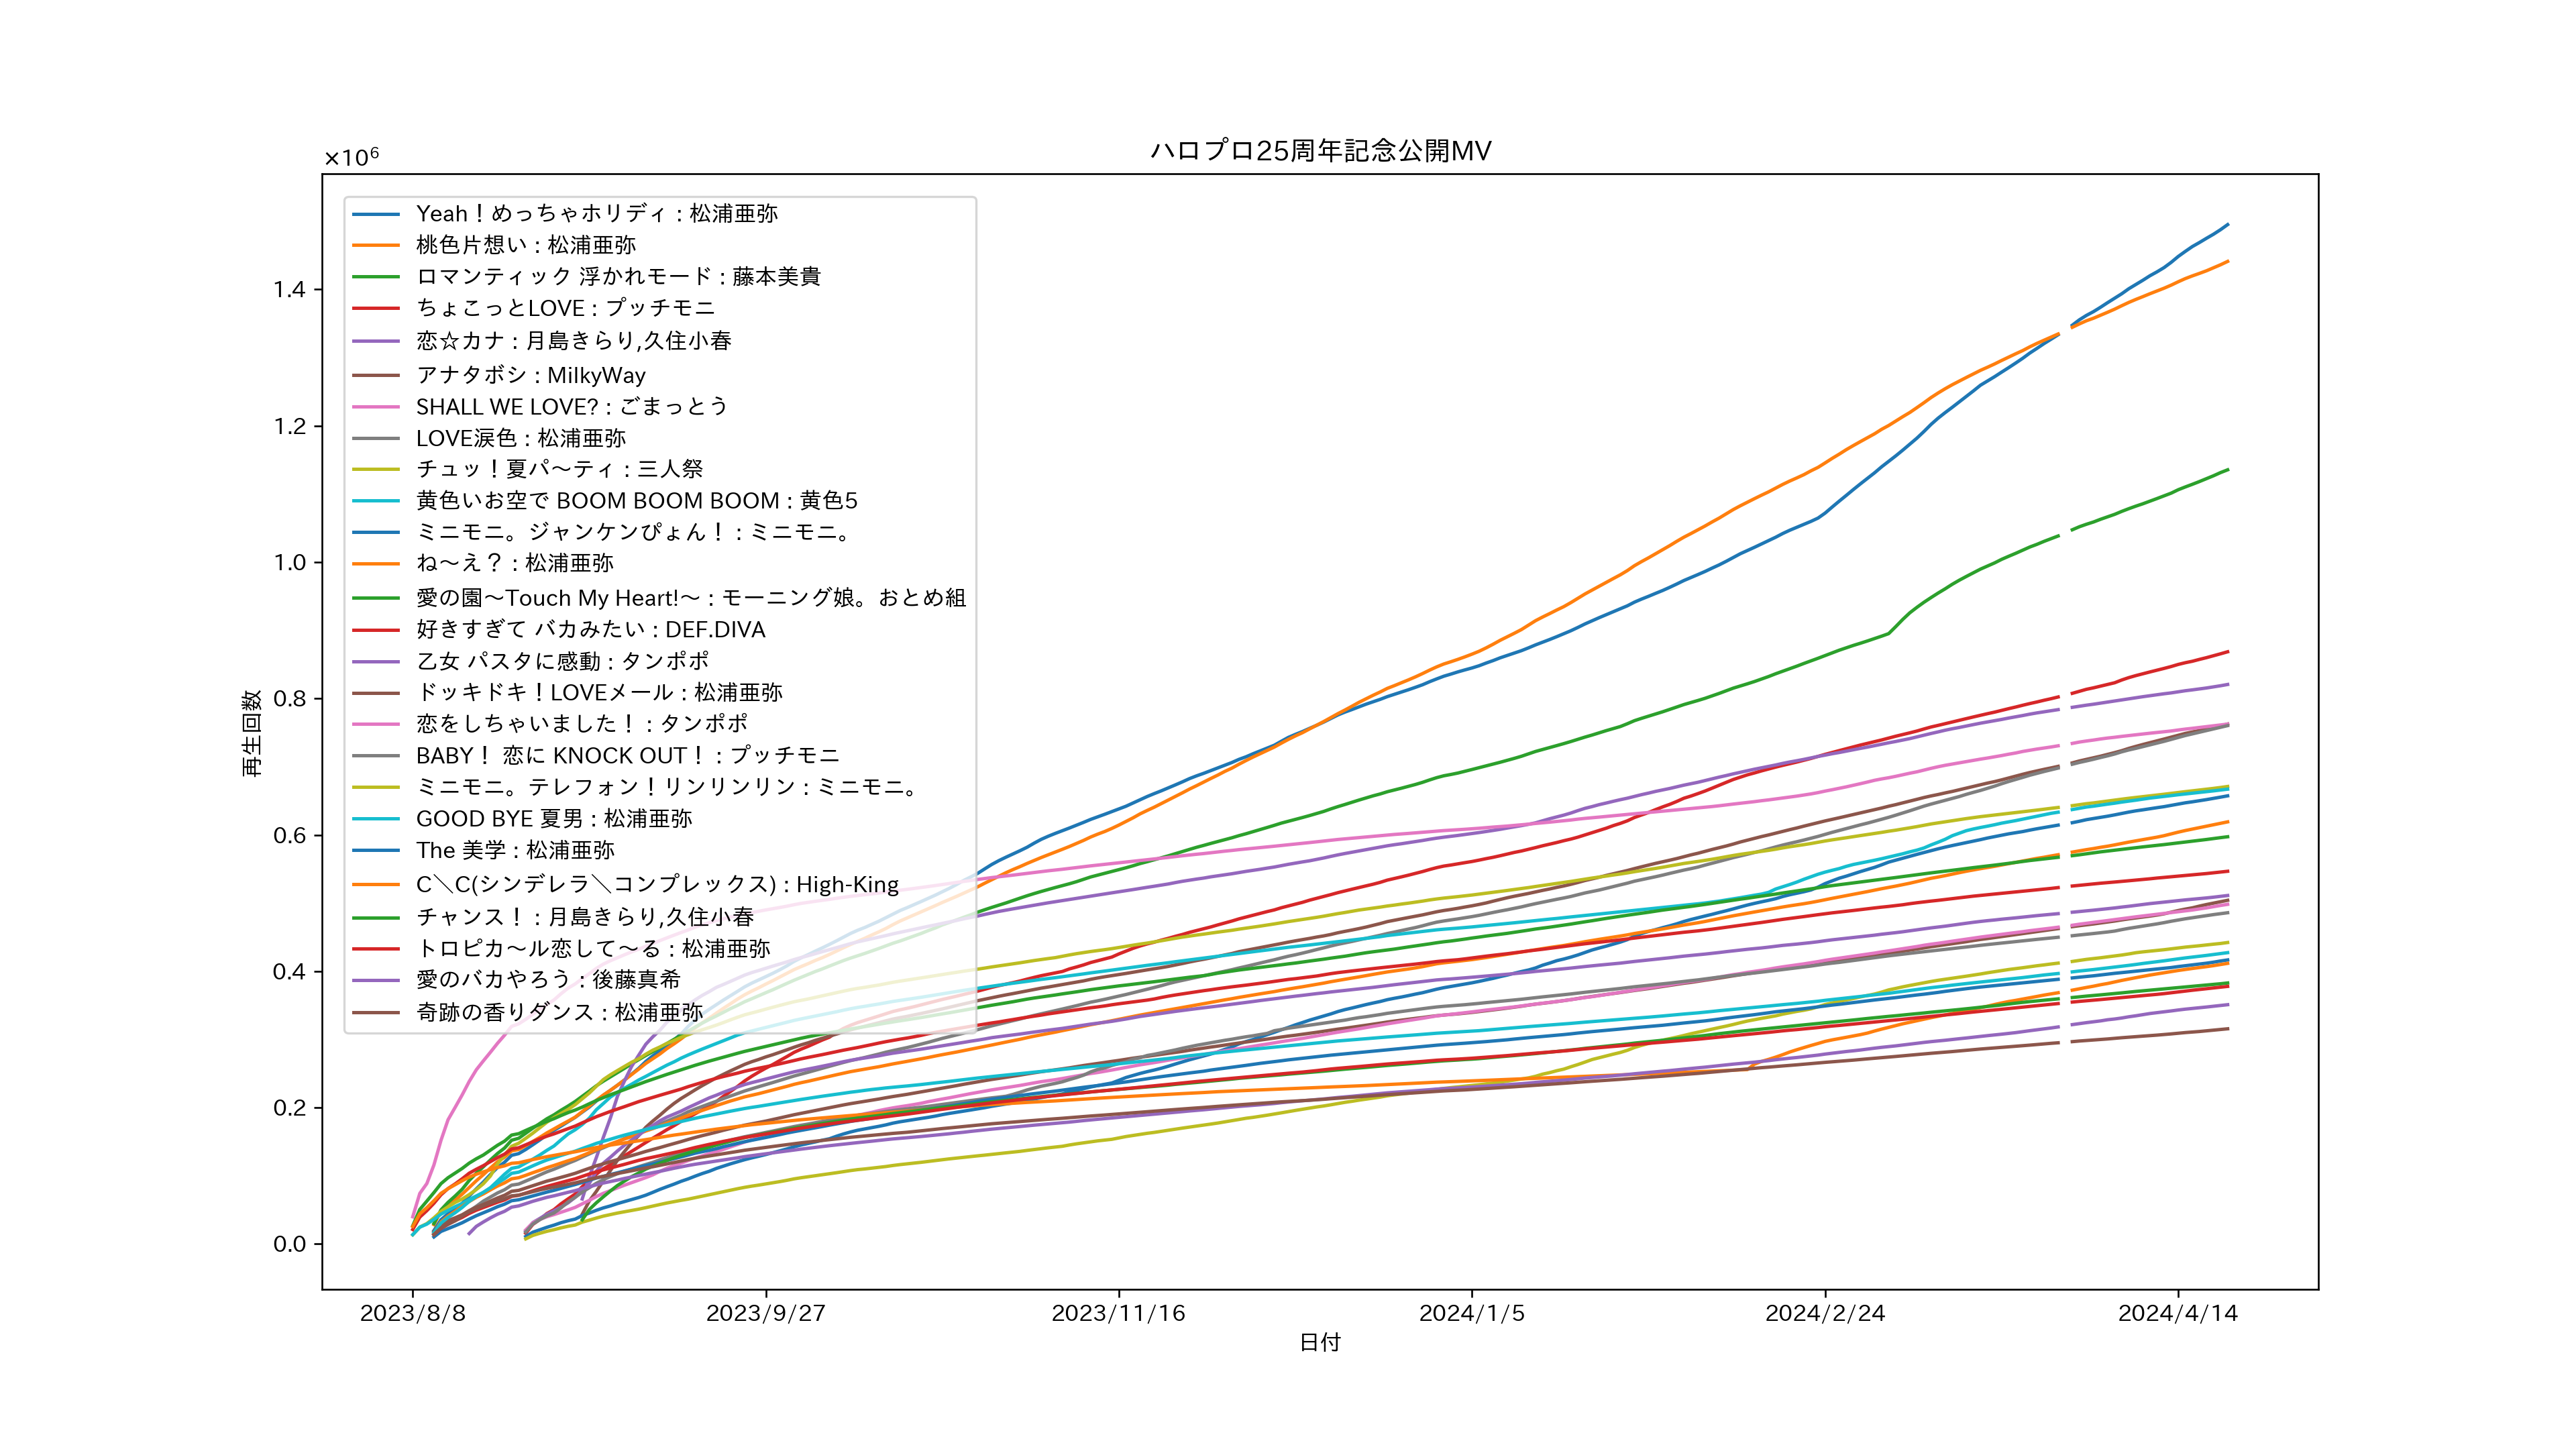 ハロプロ25周年記念公開MV
×10⁶
1.4
1.2
1.0
0.8
0.6
0.4
0.2
0.0
再生回数
Yeah！めっちゃホリディ : 松浦亜弥
桃色片想い : 松浦亜弥
ロマンティック 浮かれモード : 藤本美貴
ちょこっとLOVE : プッチモニ
恋☆カナ : 月島きらり,久住小春
アナタボシ : MilkyWay
SHALL WE LOVE? : ごまっとう
LOVE涙色 : 松浦亜弥
チュッ！夏パ～ティ : 三人祭
黄色いお空で BOOM BOOM BOOM : 黄色5
ミニモニ。ジャンケンぴょん！ : ミニモニ。
ね～え？ : 松浦亜弥
愛の園～Touch My Heart!～ : モーニング娘。おとめ組
好きすぎて バカみたい : DEF.DIVA
乙女 パスタに感動 : タンポポ
ドッキドキ！LOVEメール : 松浦亜弥
恋をしちゃいました！ : タンポポ
BABY！ 恋に KNOCK OUT！ : プッチモニ
ミニモニ。テレフォン！リンリンリン : ミニモニ。
GOOD BYE 夏男 : 松浦亜弥
The 美学 : 松浦亜弥
C＼C(シンデレラ＼コンプレックス) : High-King
チャンス！ : 月島きらり,久住小春
トロピカ～ル恋して～る : 松浦亜弥
愛のバカやろう : 後藤真希
奇跡の香りダンス : 松浦亜弥
2023/8/8
2023/9/27
2023/11/16
2024/1/5
2024/2/24
2024/4/14
日付